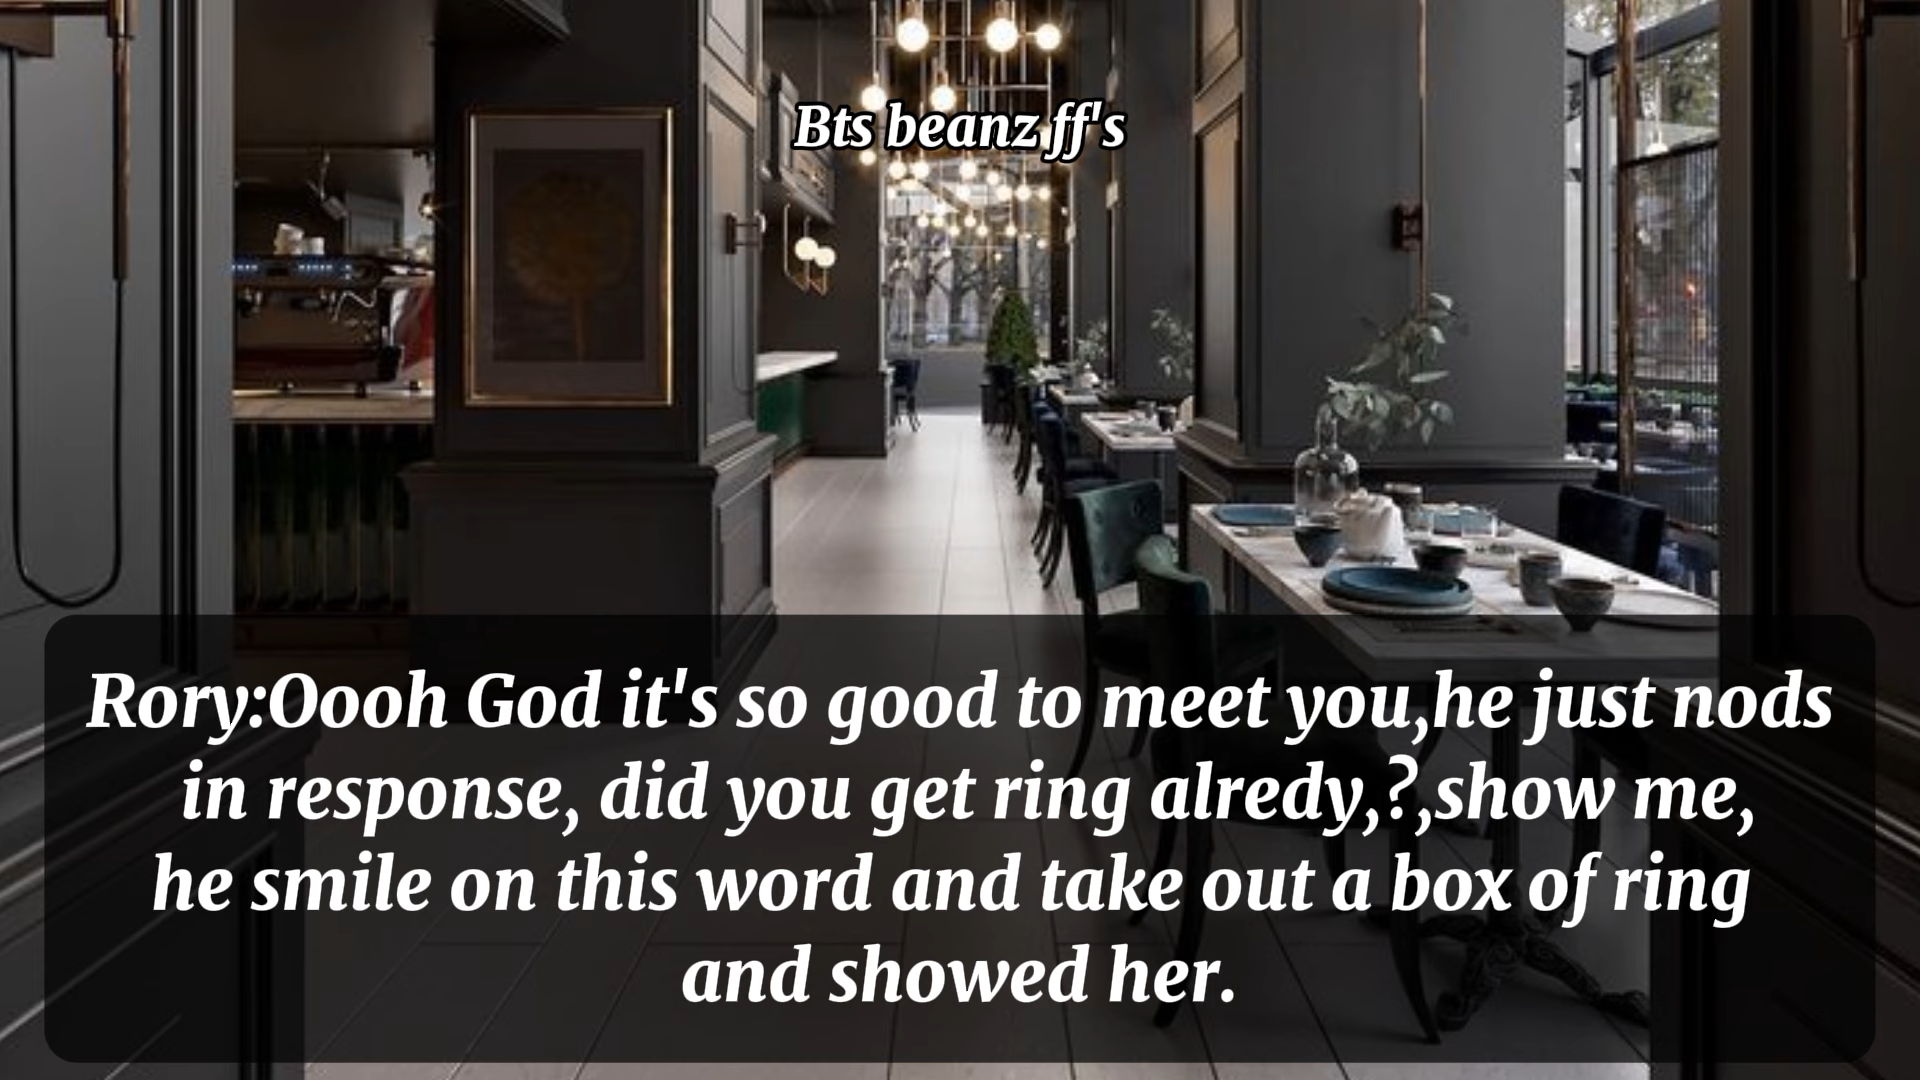 Bts beanz ff's
Rory:Oooh God it's so good to meet you,he just nods
in response, did you get ring alredy,?,show me,
he smile on this word and take out a box of ring
and showed her.